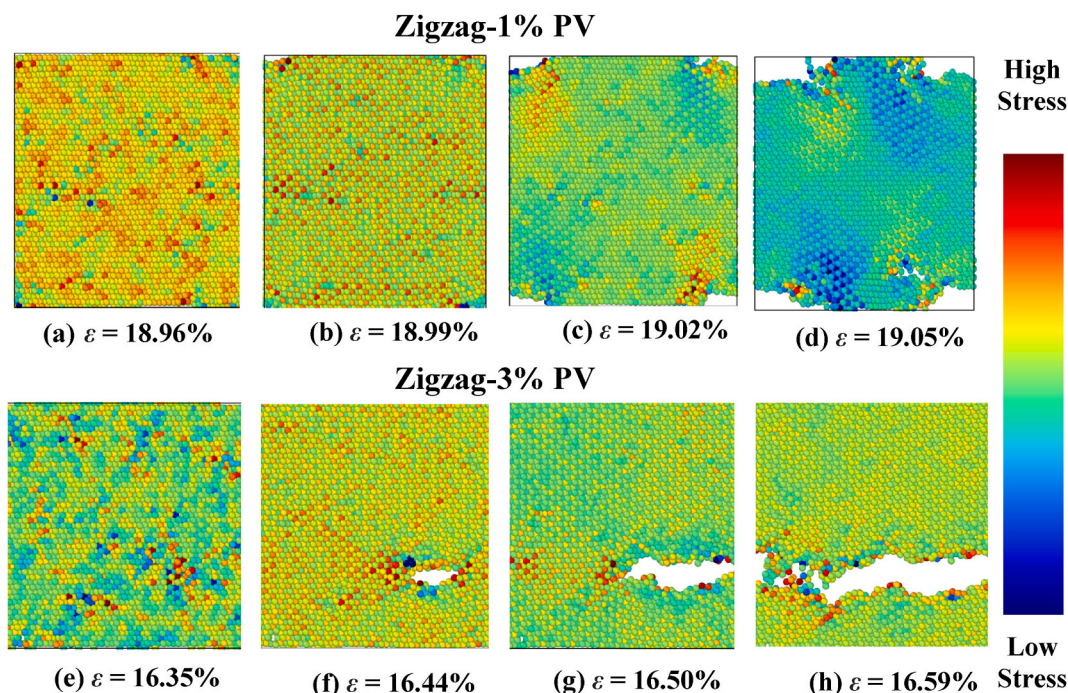 Zigzag-1% PV
High
Stress
(a) ε = 18.96%
(b) ε = 18.99%
(c) ε = 19.02%
(d) ε = 19.05%
Zigzag-3% PV
(e) ε = 16.35%
(f) ε = 16.44%
(g) ε = 16.50%
(h) ε = 16.59%
Low
Stress